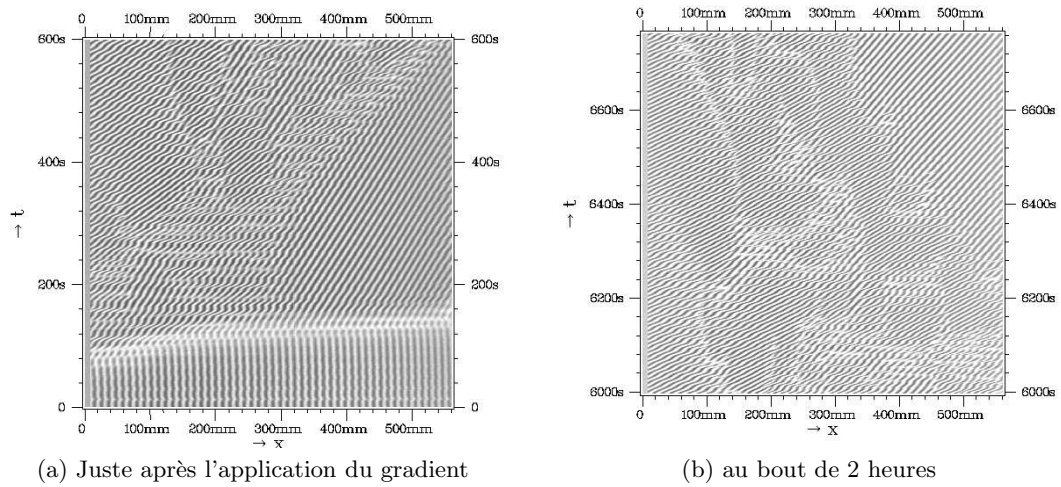 0 100mm 200mm 300mm 400mm 500mm
600s 600s
400s 400s
→ t
200s 200s
0 0
0 100mm 200mm 300mm 400mm 500mm
→ x
(a) Juste après l'application du gradient
0 100mm 200mm 300mm 400mm 500mm
6600s 6600s
6400s 6400s
→ t
6200s 6200s
6000s 6000s
0 100mm 200mm 300mm 400mm 500mm
→ x
(b) au bout de 2 heures